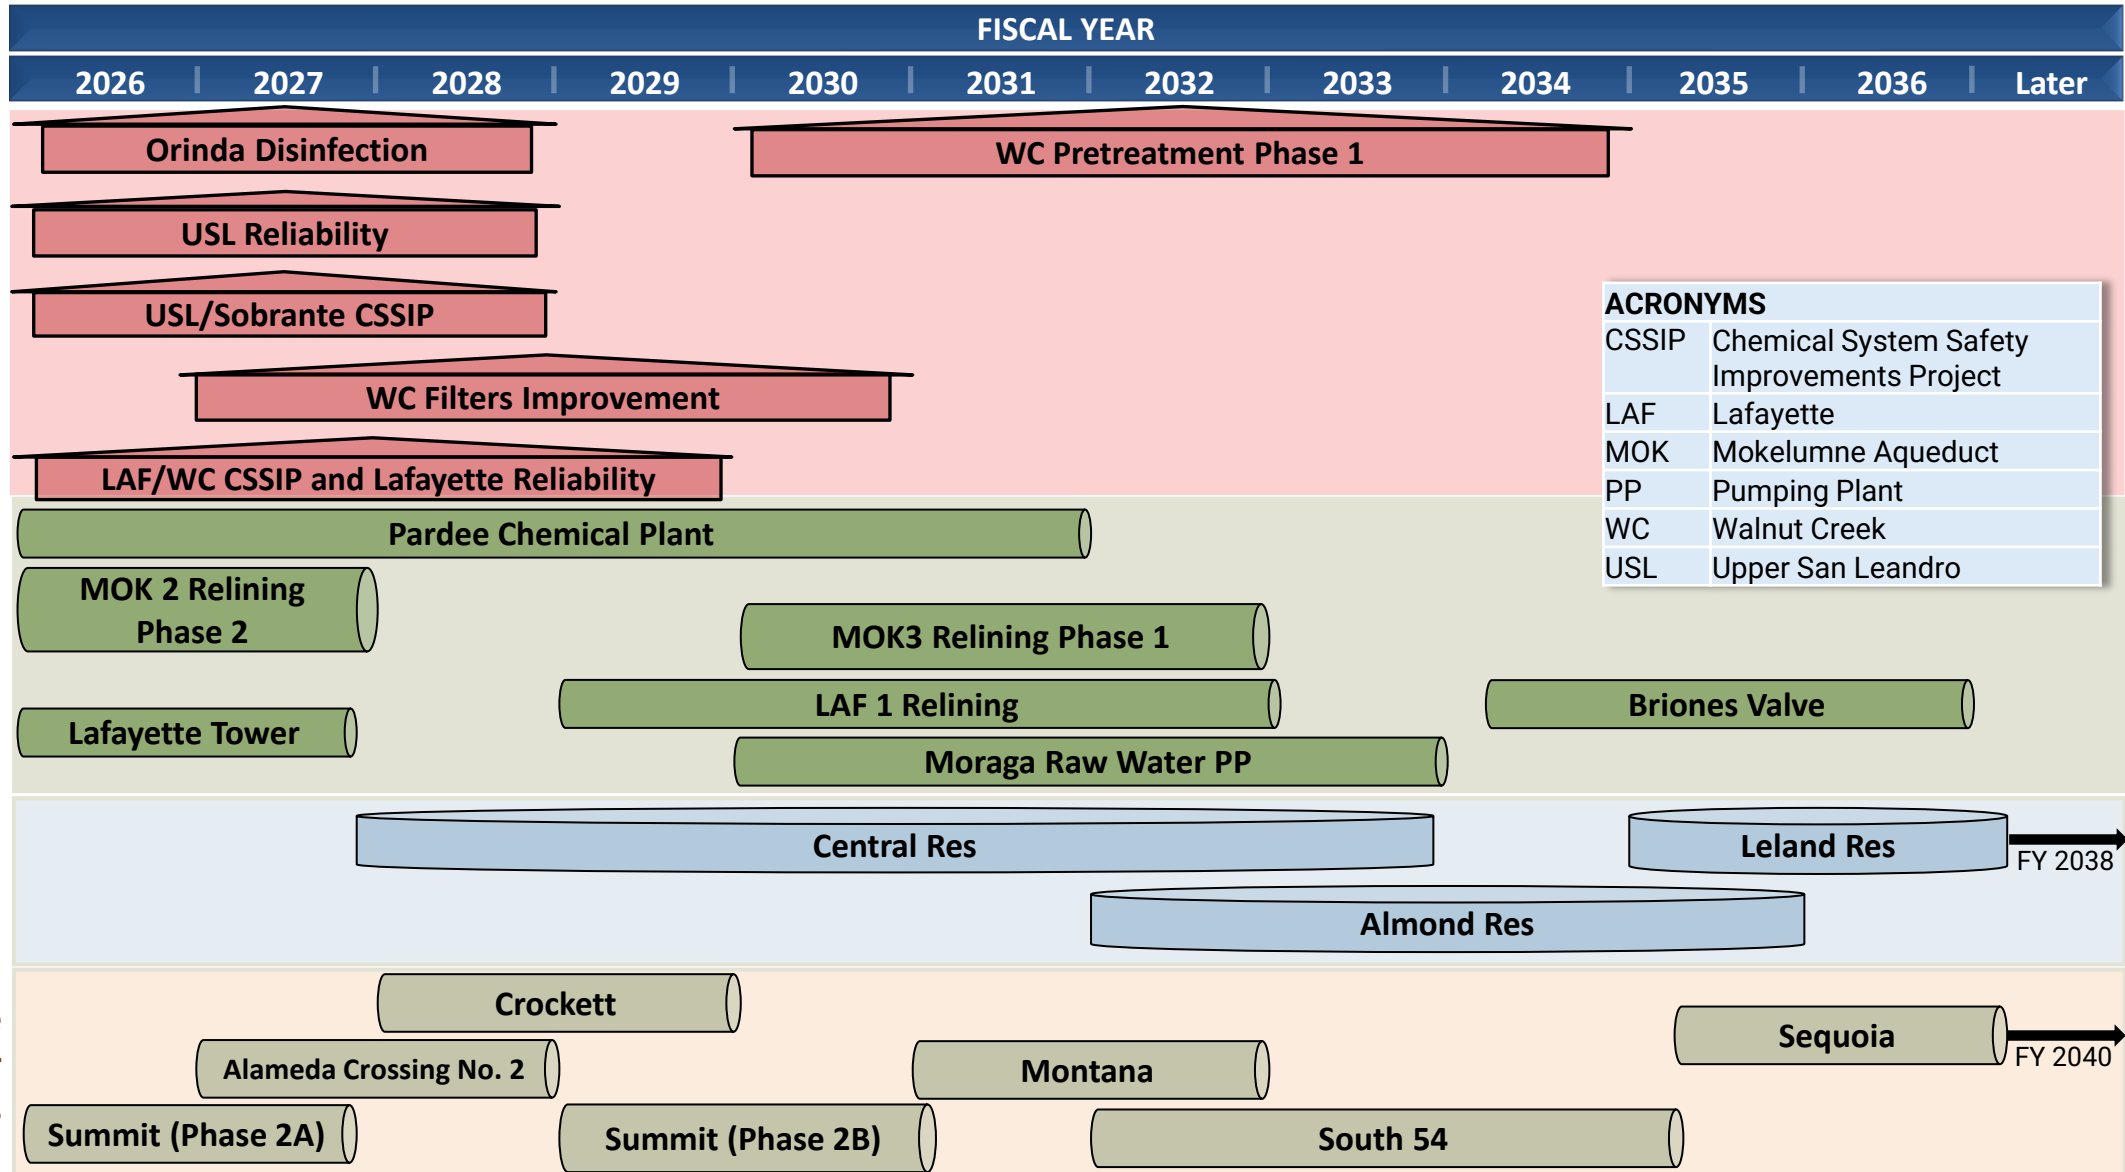 FISCAL YEAR
2026 2027 2028 2029 2030 2031 2032 2033 2034 2035 2036 Later
Orinda Disinfection
WC Pretreatment Phase 1
USL Reliability
USL/Sobrante CSSIP
WC Filters Improvement
LAF/WC CSSIP and Lafayette Reliability
ACRONYMS
CSSIP Chemical System Safety
Improvements Project
LAF Lafayette
MOK Mokelumne Aqueduct
PP Pumping Plant
WC Walnut Creek
USL Upper San Leandro
Pardee Chemical Plant
MOK 2 Relining
Phase 2
MOK3 Relining Phase 1
LAF 1 Relining
Briones Valve
Lafayette Tower
Moraga Raw Water PP
Central Res
Leland Res
FY 2038
Almond Res
Crockett
Sequoia
FY 2040
Alameda Crossing No. 2
Montana
Summit (Phase 2A)
Summit (Phase 2B)
South 54